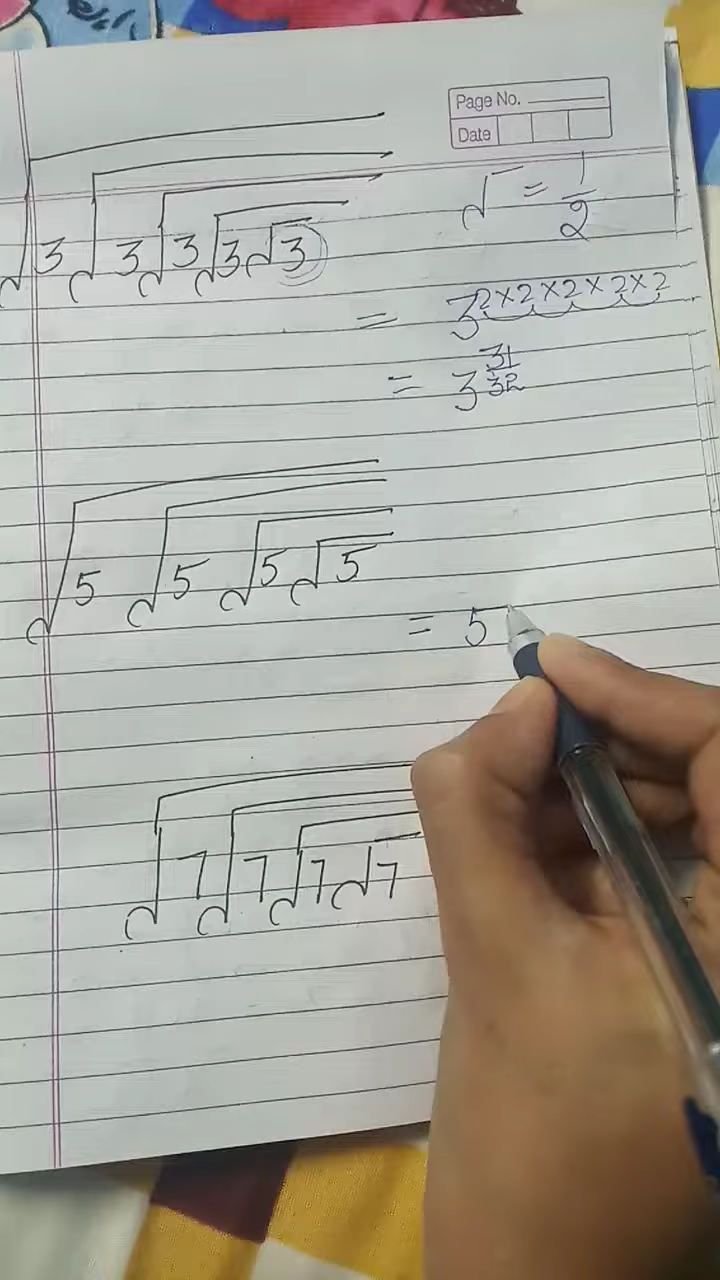 Page No.
Date
√3√3√3√3√3
√ = 1/2
= 3^2×2×2×2×2
= 3^31/32
√5√5√5√5
= 5
√7√7√7√7